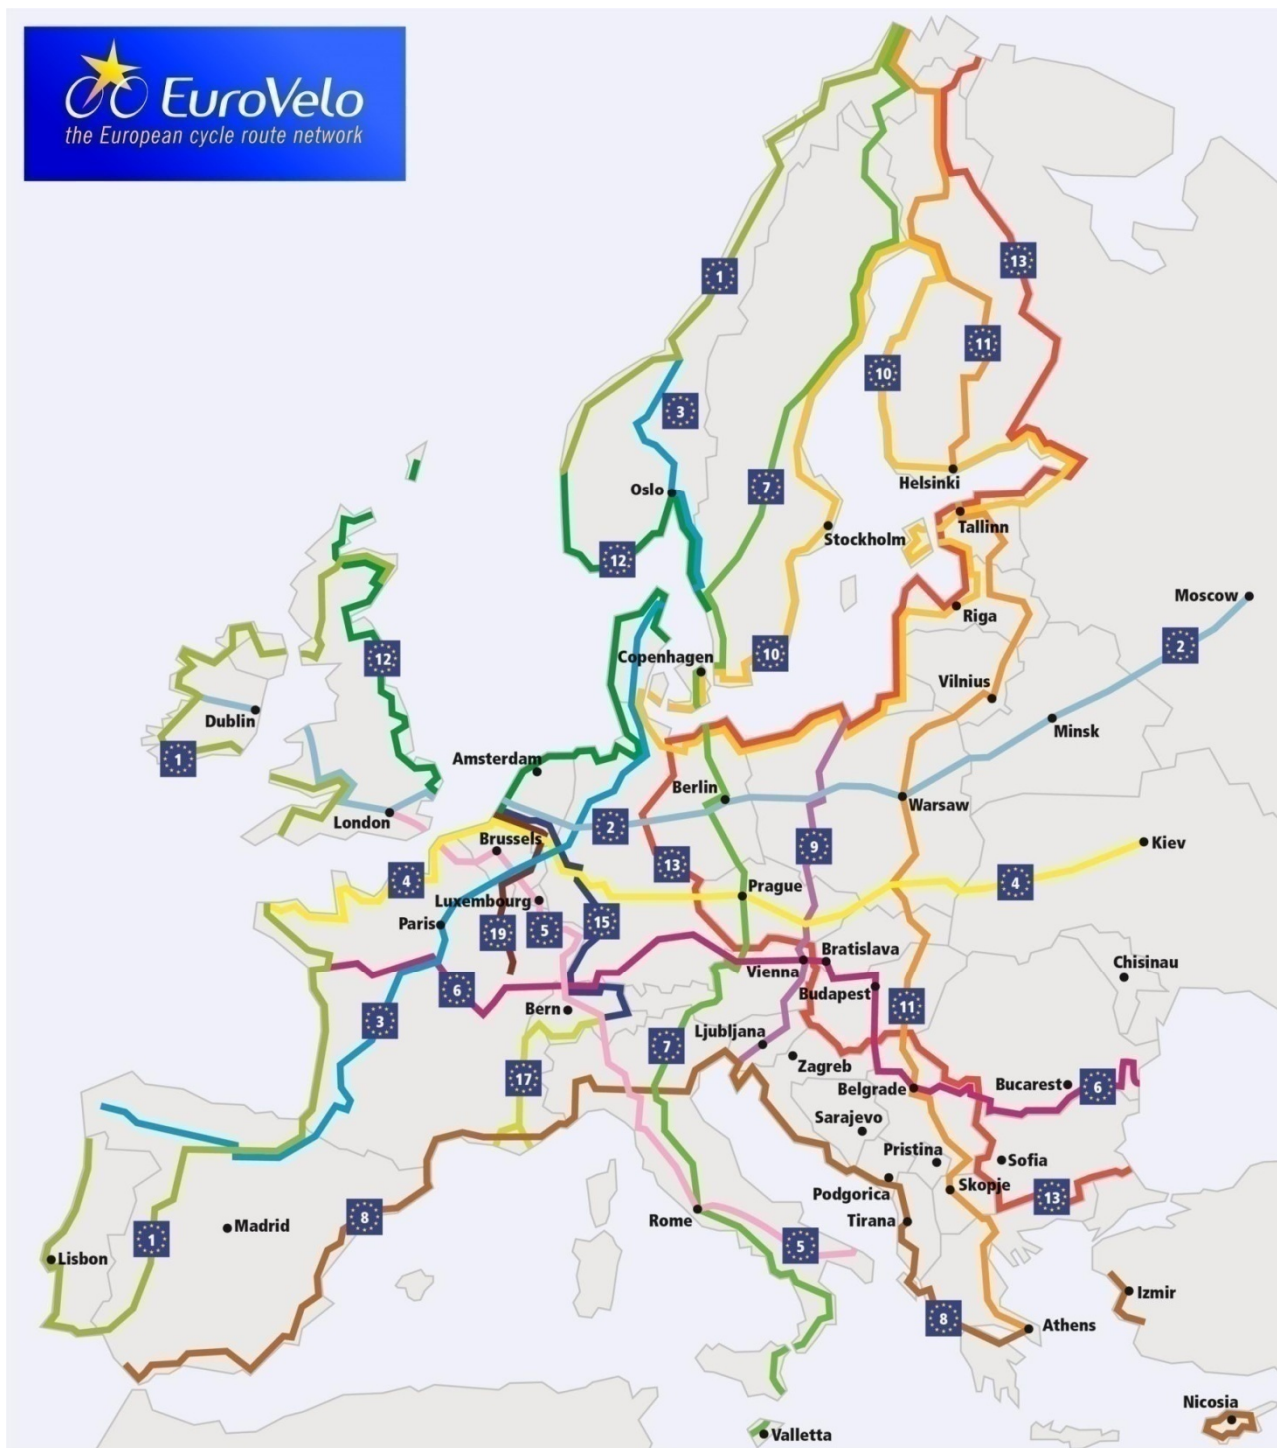 EuroVelo
the European cycle route network
13
1
11
10
3
7
Helsinki
Oslo
Tallinn
Stockholm
12
Moscow
Riga
2
10
12
Copenhagen
Vilnius
Dublin
Minsk
1
Amsterdam
Berlin
Warsaw
London
2
Brussels
9
Kiev
13
4
4
Prague
Luxembourg
Paris
19
5
15
Bratislava
Vienna
Chisinau
6
Budapest
Bern
11
3
Ljubljana
7
Zagreb
17
Belgrade
Bucarest
6
Sarajevo
Pristina
Sofia
Podgorica
Skopje
13
Rome
8
Tirana
Madrid
1
5
Lisbon
Izmir
8
Athens
Nicosia
Valletta